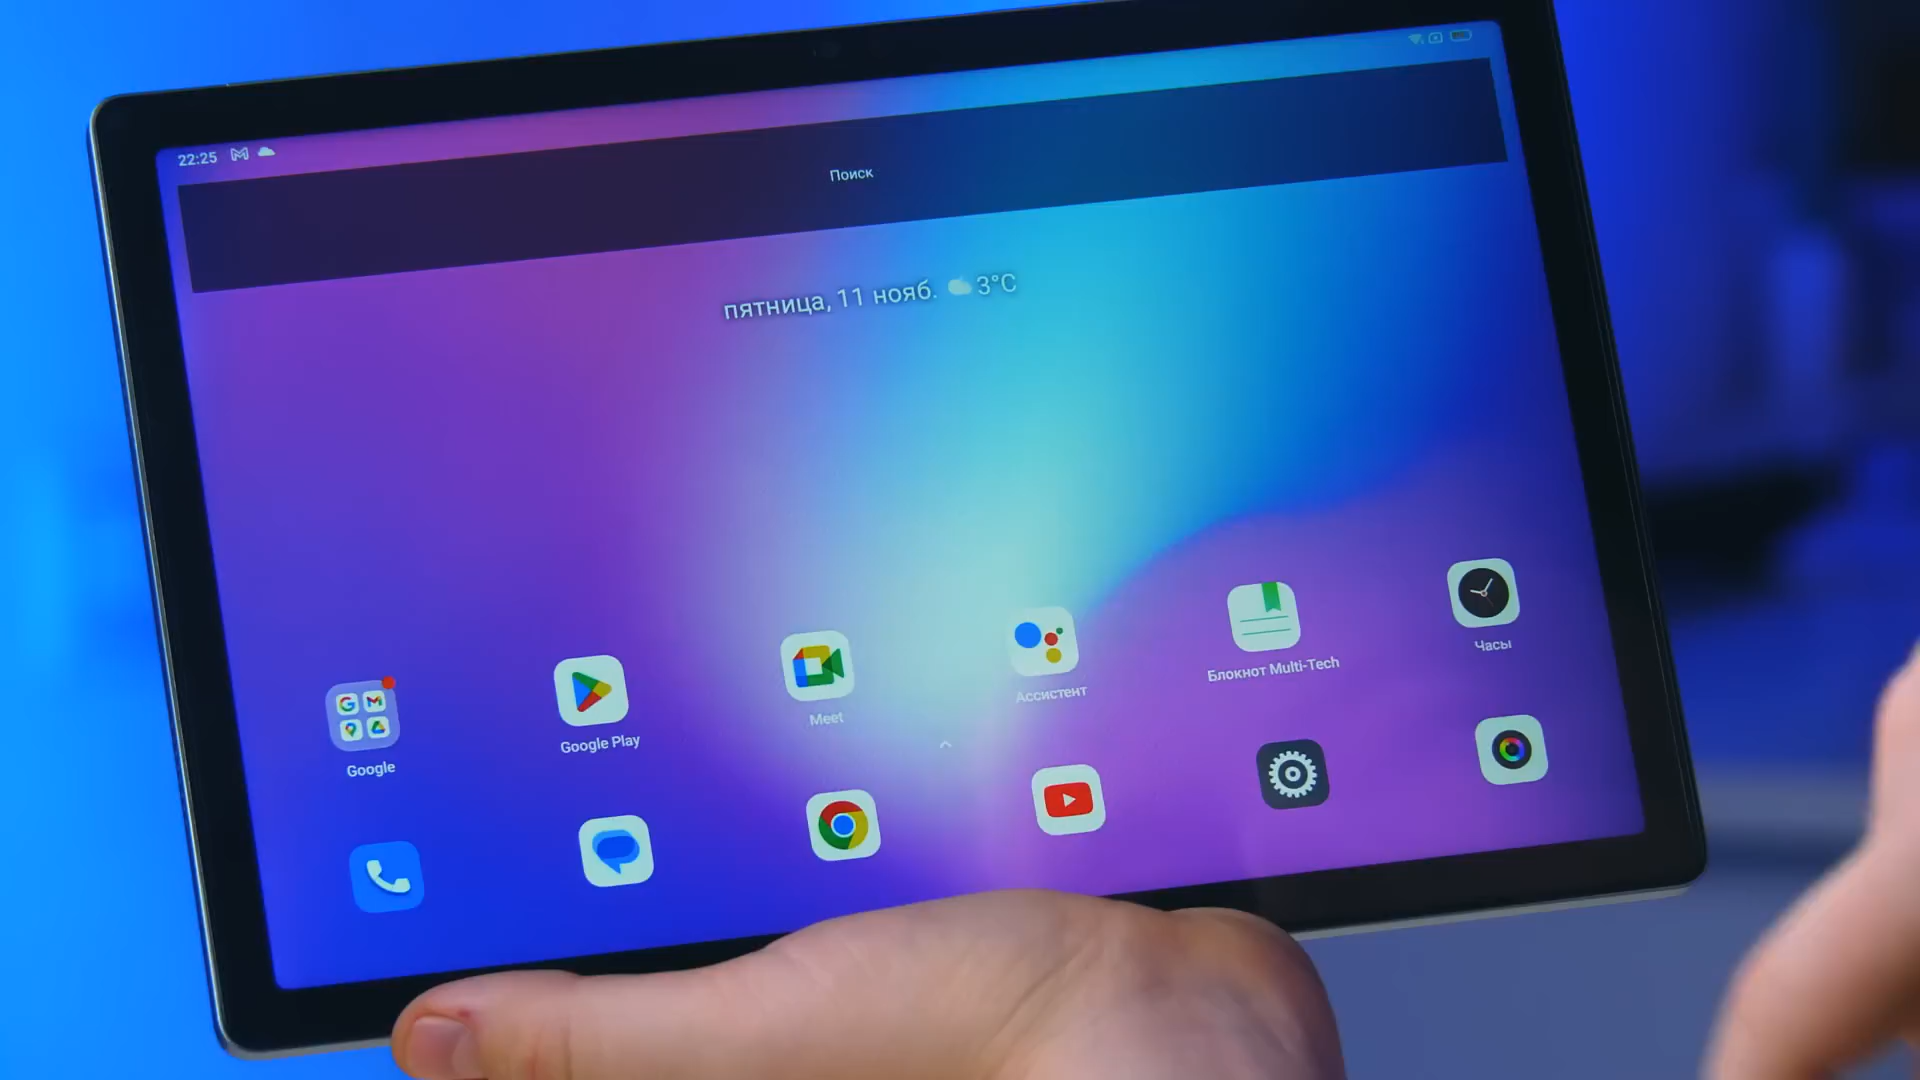 22:25
Поиск
пятница, 11 нояб. 3°C
Google
Google Play
Meet
Ассистент
Блокнот Multi-Tech
Часы